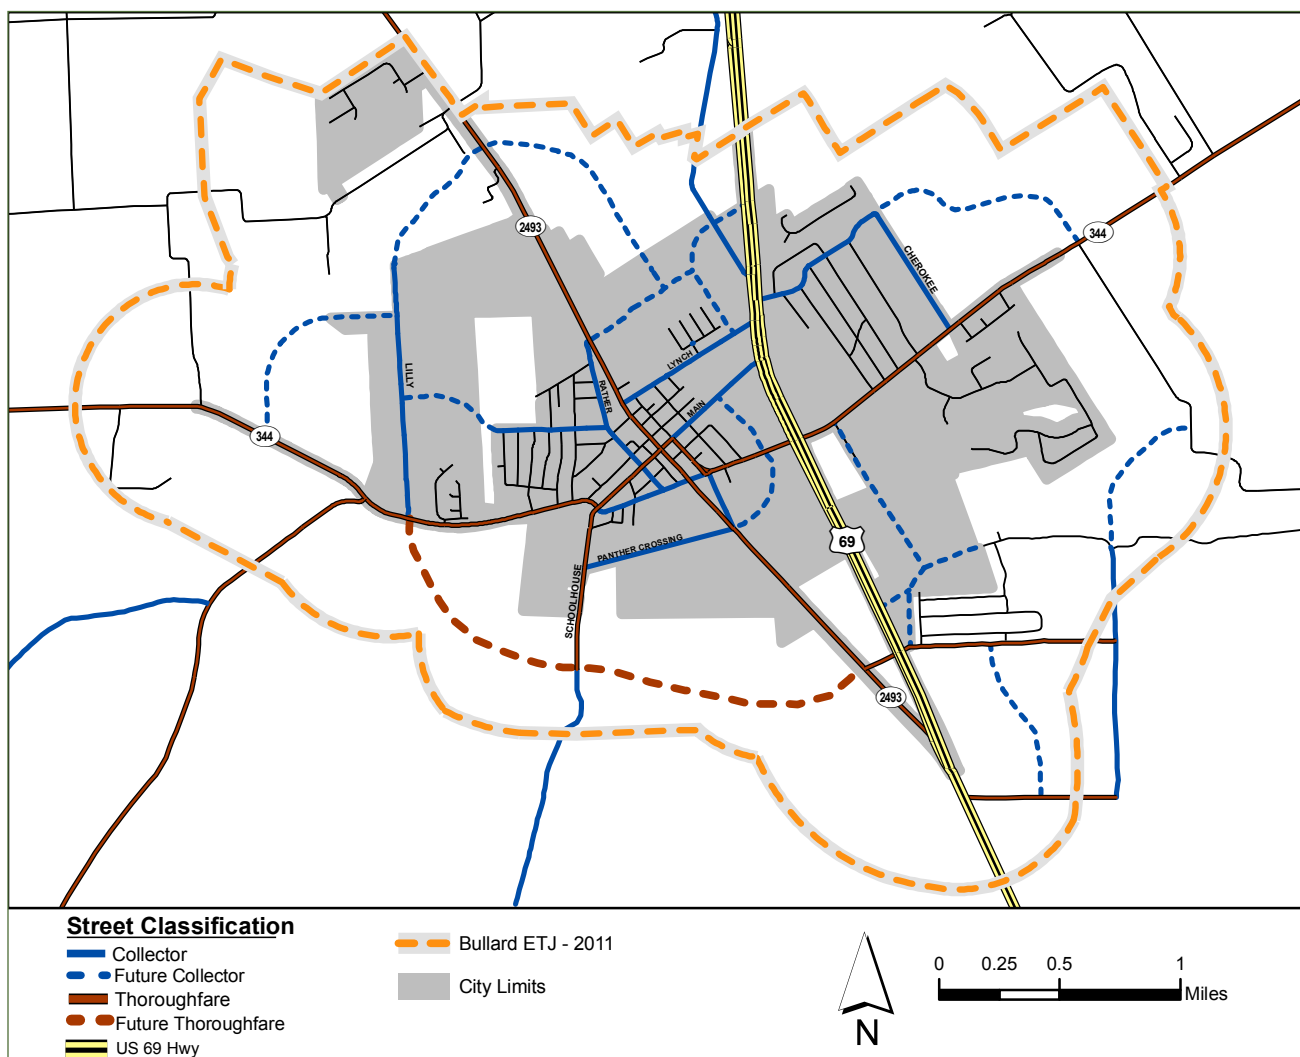 2493
344
CHEROKEE
LYNCH
LILLY
RATHER
MAIN
344
69
PANTHER CROSSING
SCHOOLHOUSE
2493
Street Classification
Collector
Future Collector
Thoroughfare
Future Thoroughfare
US 69 Hwy
Bullard ETJ - 2011
City Limits
N
0 0.25 0.5 1
Miles